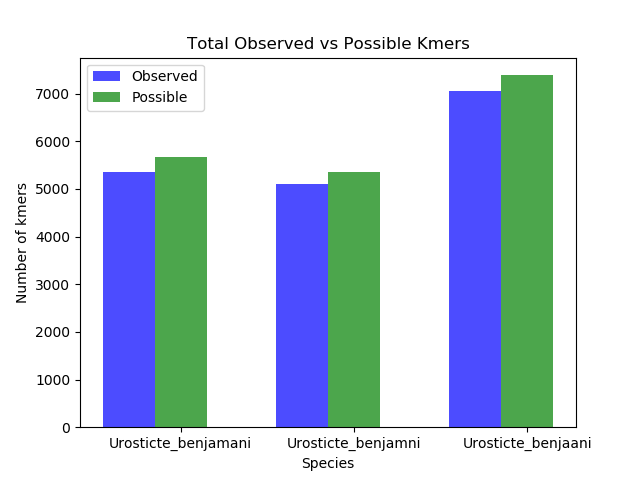 Total Observed vs Possible Kmers
Observed
Possible
7000
6000
5000
4000
3000
2000
1000
0
Number of kmers
Urosticte_benjamani
Urosticte_benjamni
Urosticte_benjaani
Species